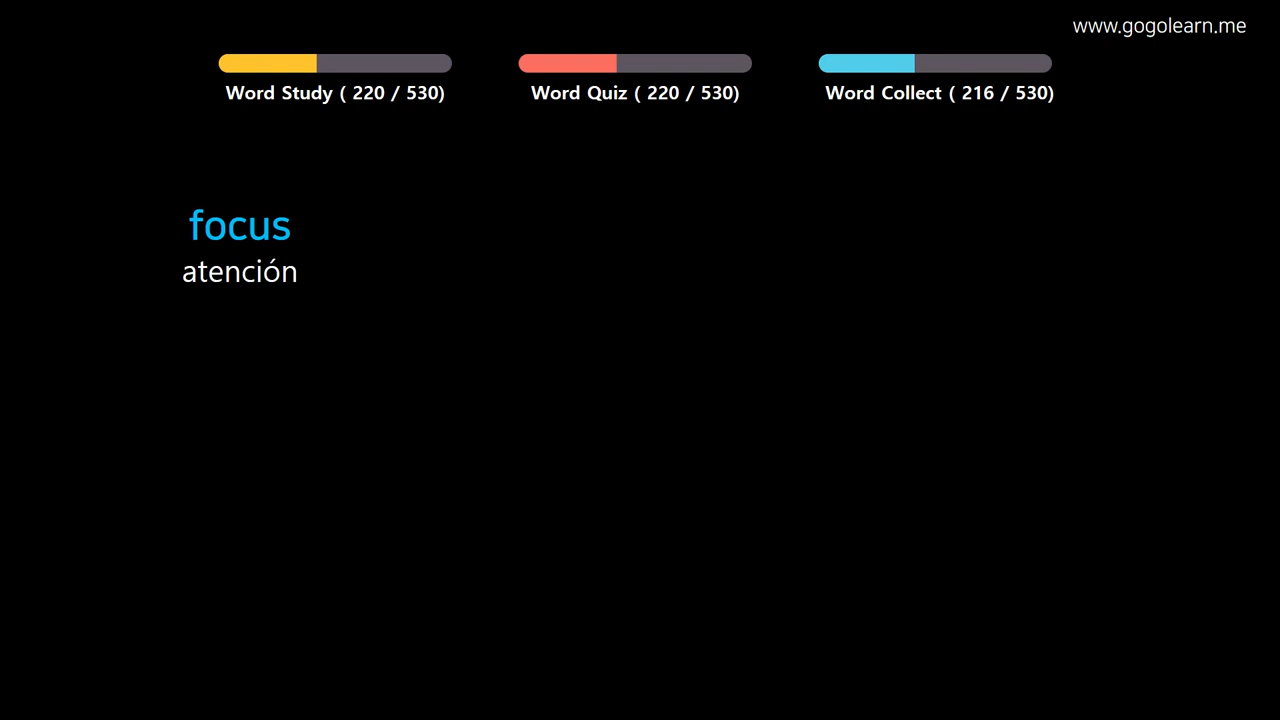 www.gogolearn.me
Word Study ( 220 / 530)
Word Quiz ( 220 / 530)
Word Collect ( 216 / 530)
focus
atención